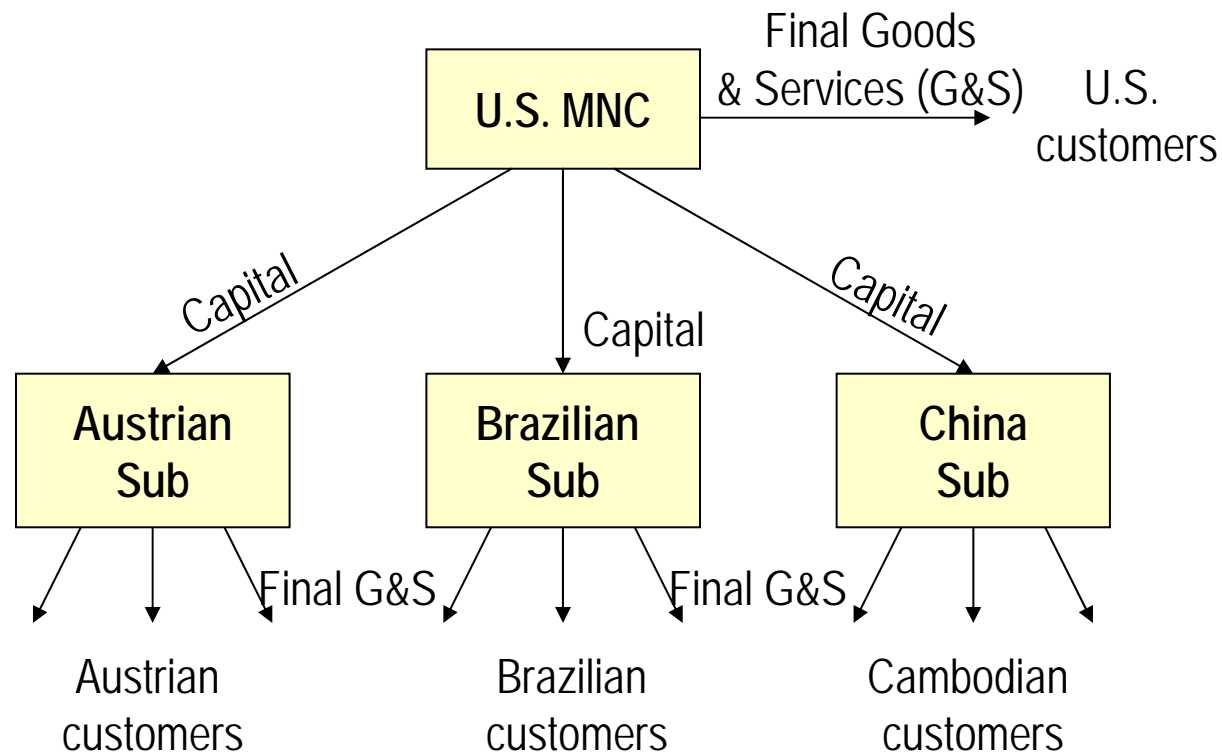 Final Goods
& Services (G&S)
U.S. MNC
U.S.
customers
Capital
Capital
Capital
Austrian
Sub
Brazilian
Sub
China
Sub
Final G&S
Final G&S
Austrian
customers
Brazilian
customers
Cambodian
customers